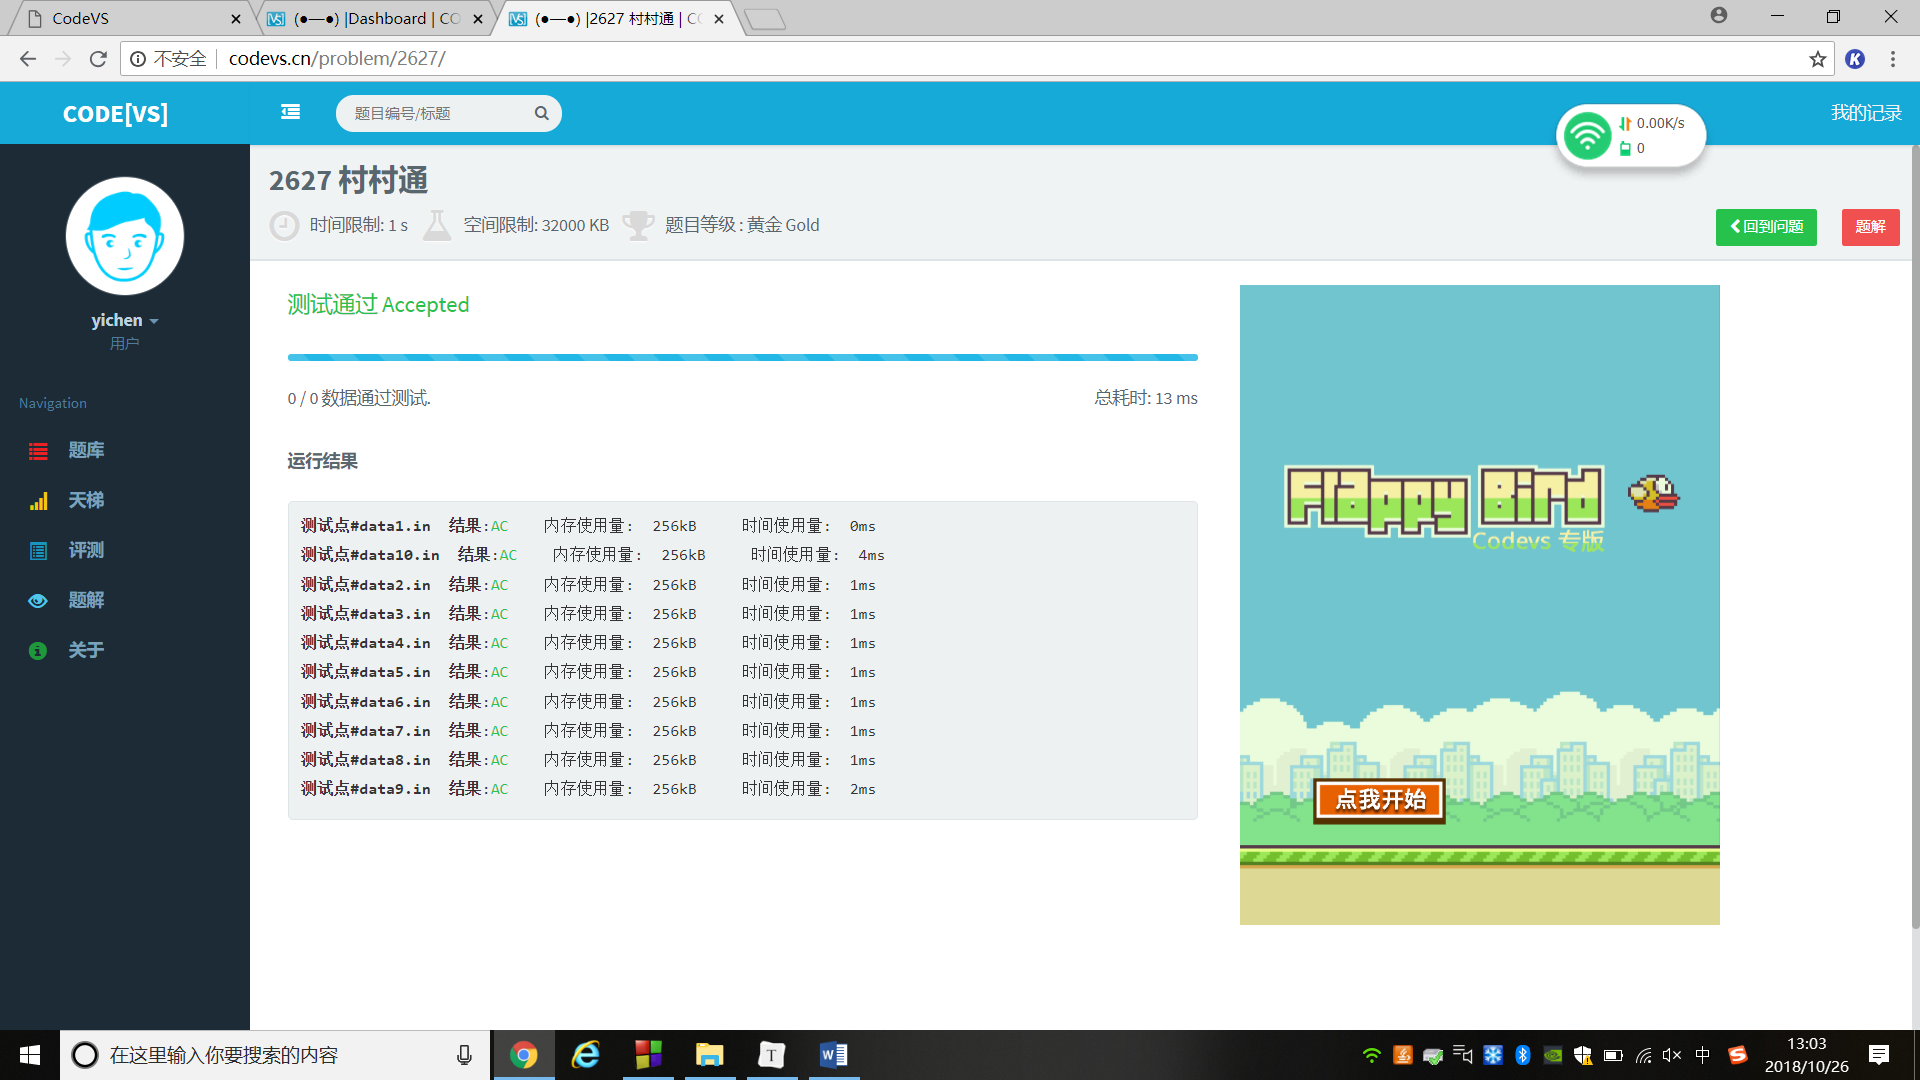 CodeVS
(●—●) |Dashboard | CO
(●—●) |2627 村村通 | CO
不安全
codevs.cn/problem/2627/
CODE[VS]
题目编号/标题
0.00K/s
0
我的记录
yichen
用户
Navigation
题库
天梯
评测
题解
关于
2627 村村通
时间限制: 1 s 空间限制: 32000 KB 题目等级 : 黄金 Gold
回到问题
题解
测试通过 Accepted
0 / 0 数据通过测试.
总耗时: 13 ms
运行结果
测试点#data1.in 结果:AC 内存使用量: 256kB 时间使用量: 0ms
测试点#data10.in 结果:AC 内存使用量: 256kB 时间使用量: 4ms
测试点#data2.in 结果:AC 内存使用量: 256kB 时间使用量: 1ms
测试点#data3.in 结果:AC 内存使用量: 256kB 时间使用量: 1ms
测试点#data4.in 结果:AC 内存使用量: 256kB 时间使用量: 1ms
测试点#data5.in 结果:AC 内存使用量: 256kB 时间使用量: 1ms
测试点#data6.in 结果:AC 内存使用量: 256kB 时间使用量: 1ms
测试点#data7.in 结果:AC 内存使用量: 256kB 时间使用量: 1ms
测试点#data8.in 结果:AC 内存使用量: 256kB 时间使用量: 1ms
测试点#data9.in 结果:AC 内存使用量: 256kB 时间使用量: 2ms
Flappy Bird
Codevs 专版
点我开始
在这里输入你要搜索的内容
中
13:03
2018/10/26